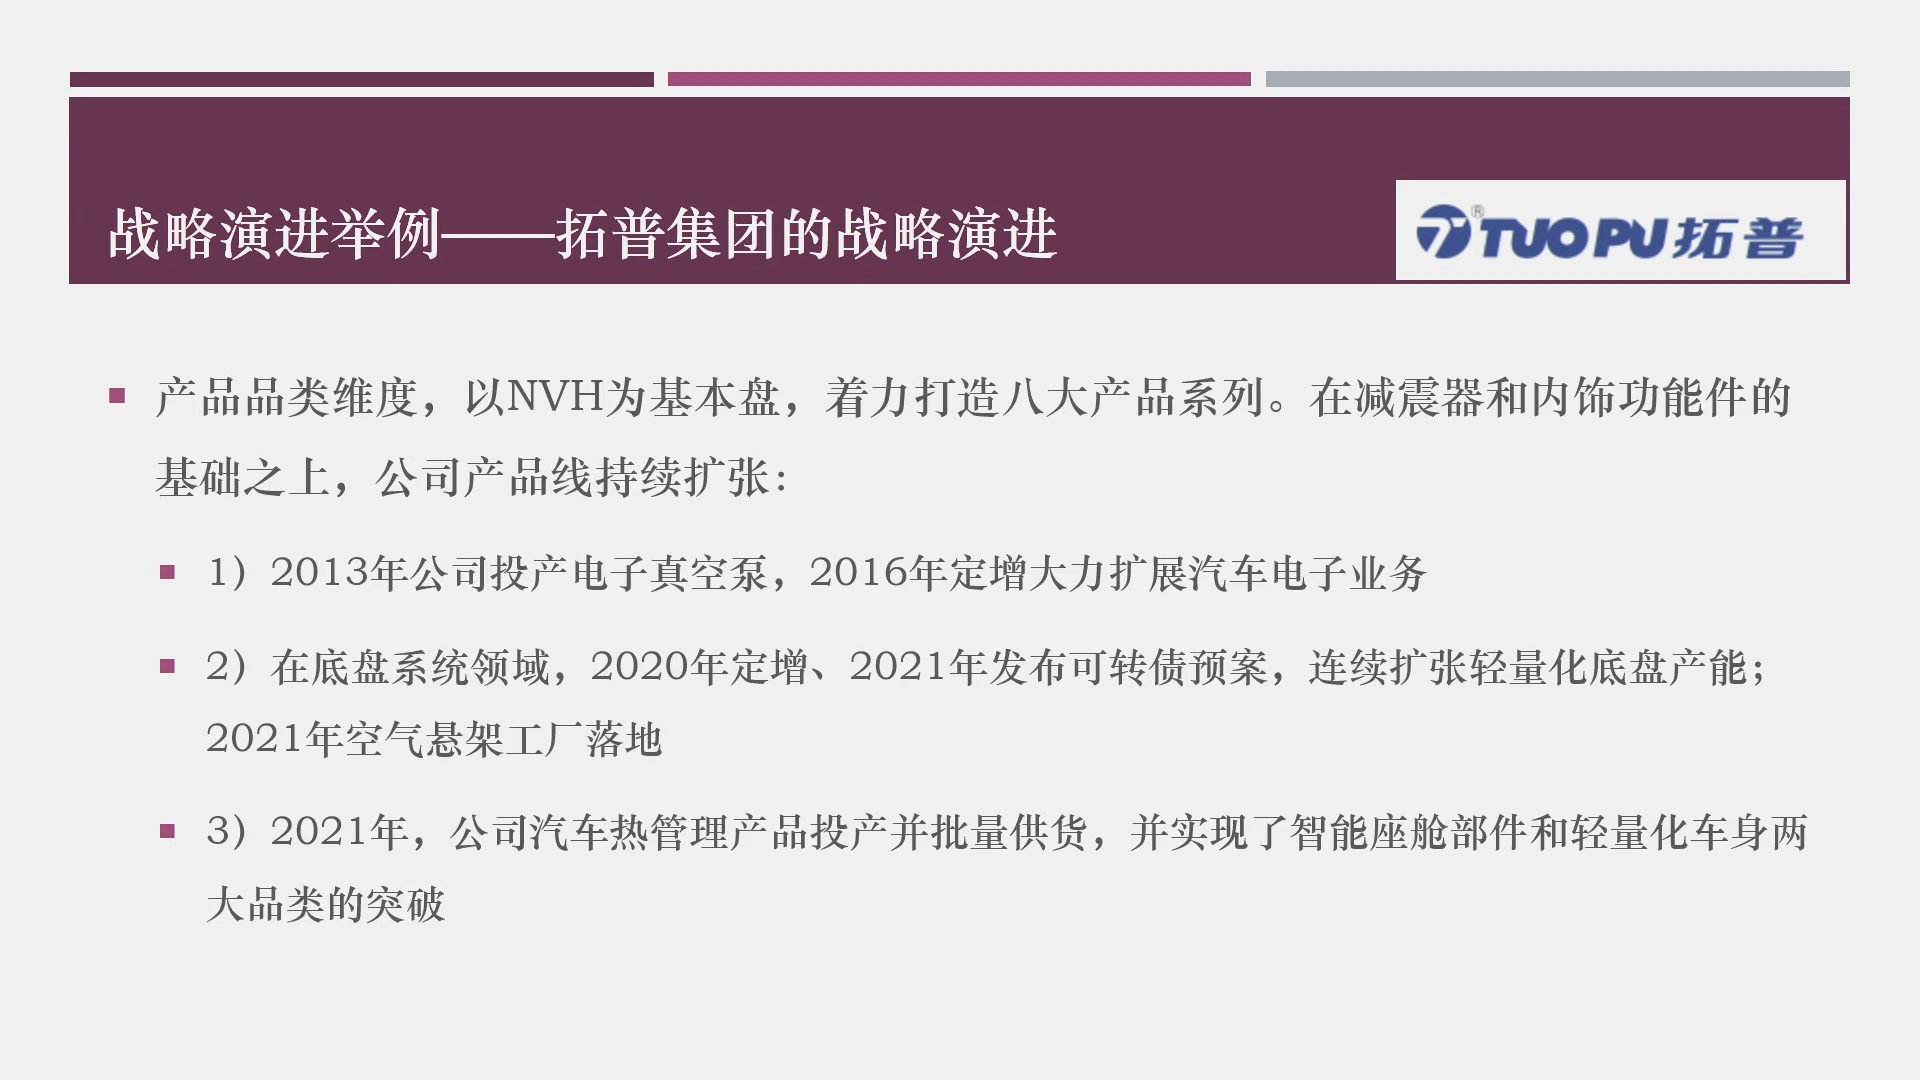 战略演进举例——拓普集团的战略演进
®TUOPU拓普
产品品类维度，以NVH为基本盘，着力打造八大产品系列。在减震器和内饰功能件的
基础之上，公司产品线持续扩张：
1）2013年公司投产电子真空泵，2016年定增大力扩展汽车电子业务
2）在底盘系统领域，2020年定增、2021年发布可转债预案，连续扩张轻量化底盘产能；
2021年空气悬架工厂落地
3）2021年，公司汽车热管理产品投产并批量供货，并实现了智能座舱部件和轻量化车身两
大品类的突破